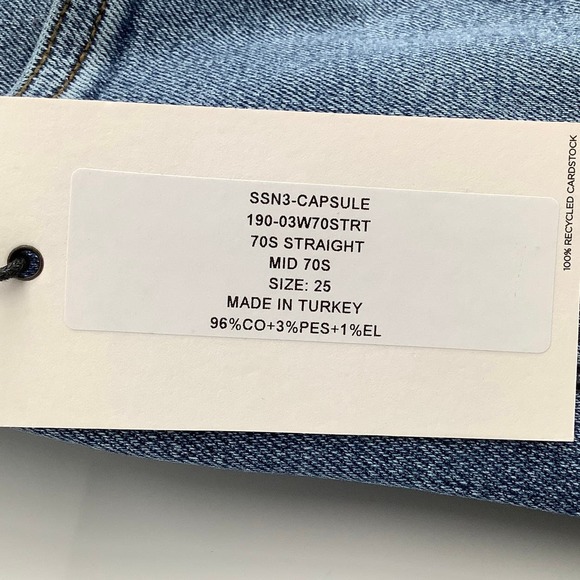 SSN3-CAPSULE
190-03W70STRT
70S STRAIGHT
MID 70S
SIZE: 25
MADE IN TURKEY
96%CO+3%PES+1%EL
100% RECYCLED CARDSTOCK